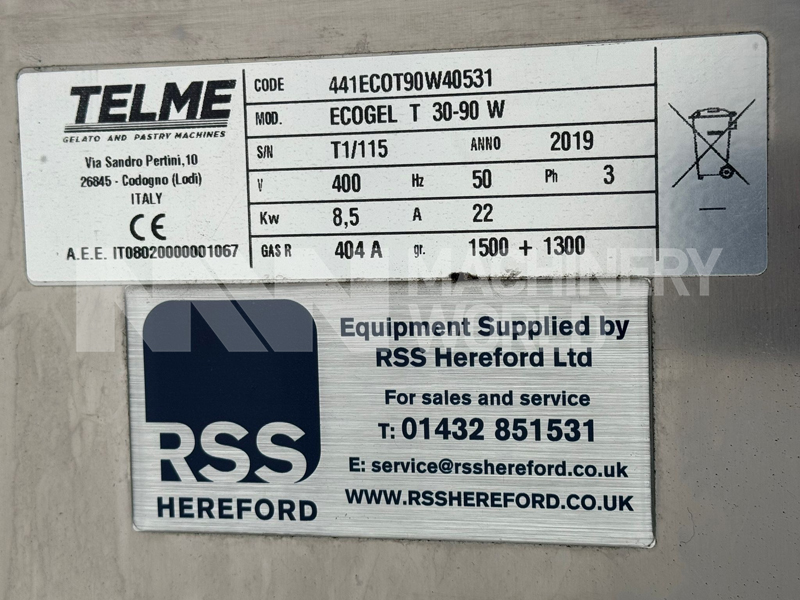 TELME
GELATO AND PASTRY MACHINES
Via Sandro Pertini,10
26845 - Codogno (Lodi)
ITALY
CE
A.E.E. IT08020000001067
CODE 441ECOT90W40531
MOD. ECOGEL T 30-90 W
S/N T1/115 ANNO 2019
V 400 Hz 50 Ph 3
Kw 8,5 A 22
GAS R 404 A gr. 1500 + 1300
MACHINERY
WORLD
RSS
HEREFORD
Equipment Supplied by
RSS Hereford Ltd
For sales and service
T: 01432 851531
E: service@rsshereford.co.uk
WWW.RSSHEREFORD.CO.UK